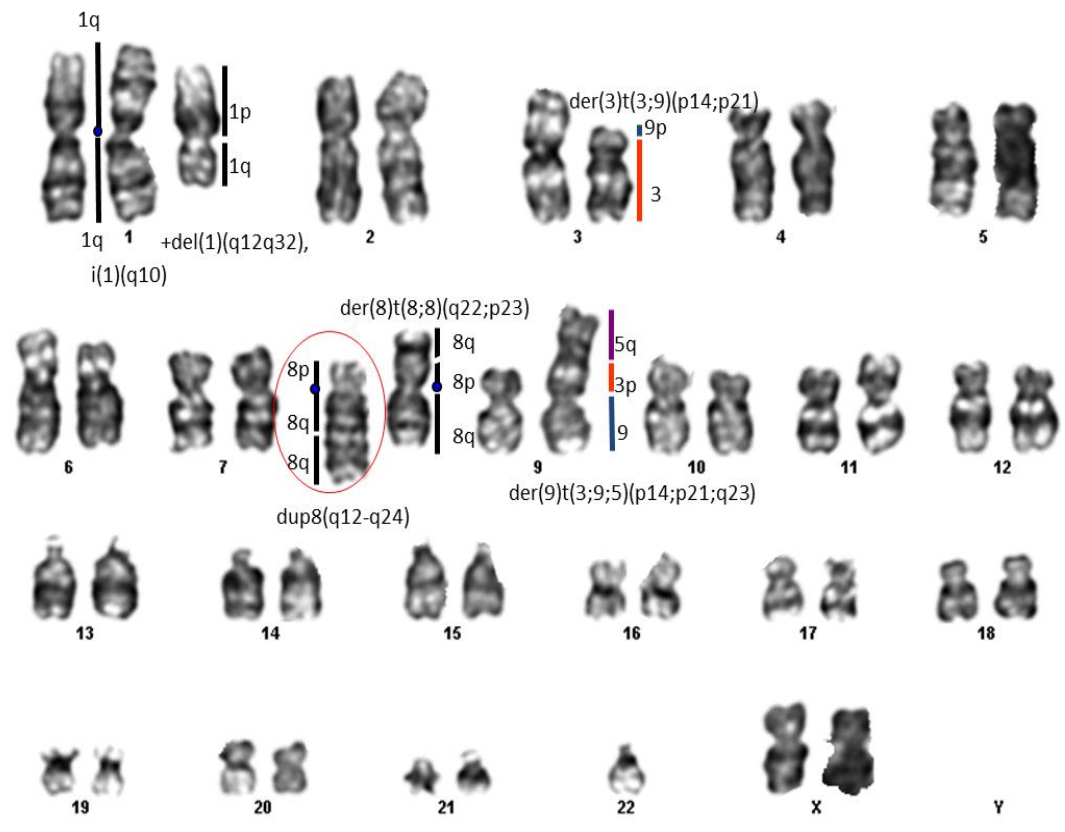 1q
1p
1q
1q
1
+del(1)(q12q32),
i(1)(q10)
2
der(3)t(3;9)(p14;p21)
9p
3
3
4
5
der(8)t(8;8)(q22;p23)
8p
8q
8q
8q
8p
8q
5q
3p
9
6
7
9
10
11
12
dup8(q12-q24)
der(9)t(3;9;5)(p14;p21;q23)
13
14
15
16
17
18
19
20
21
22
X
Y